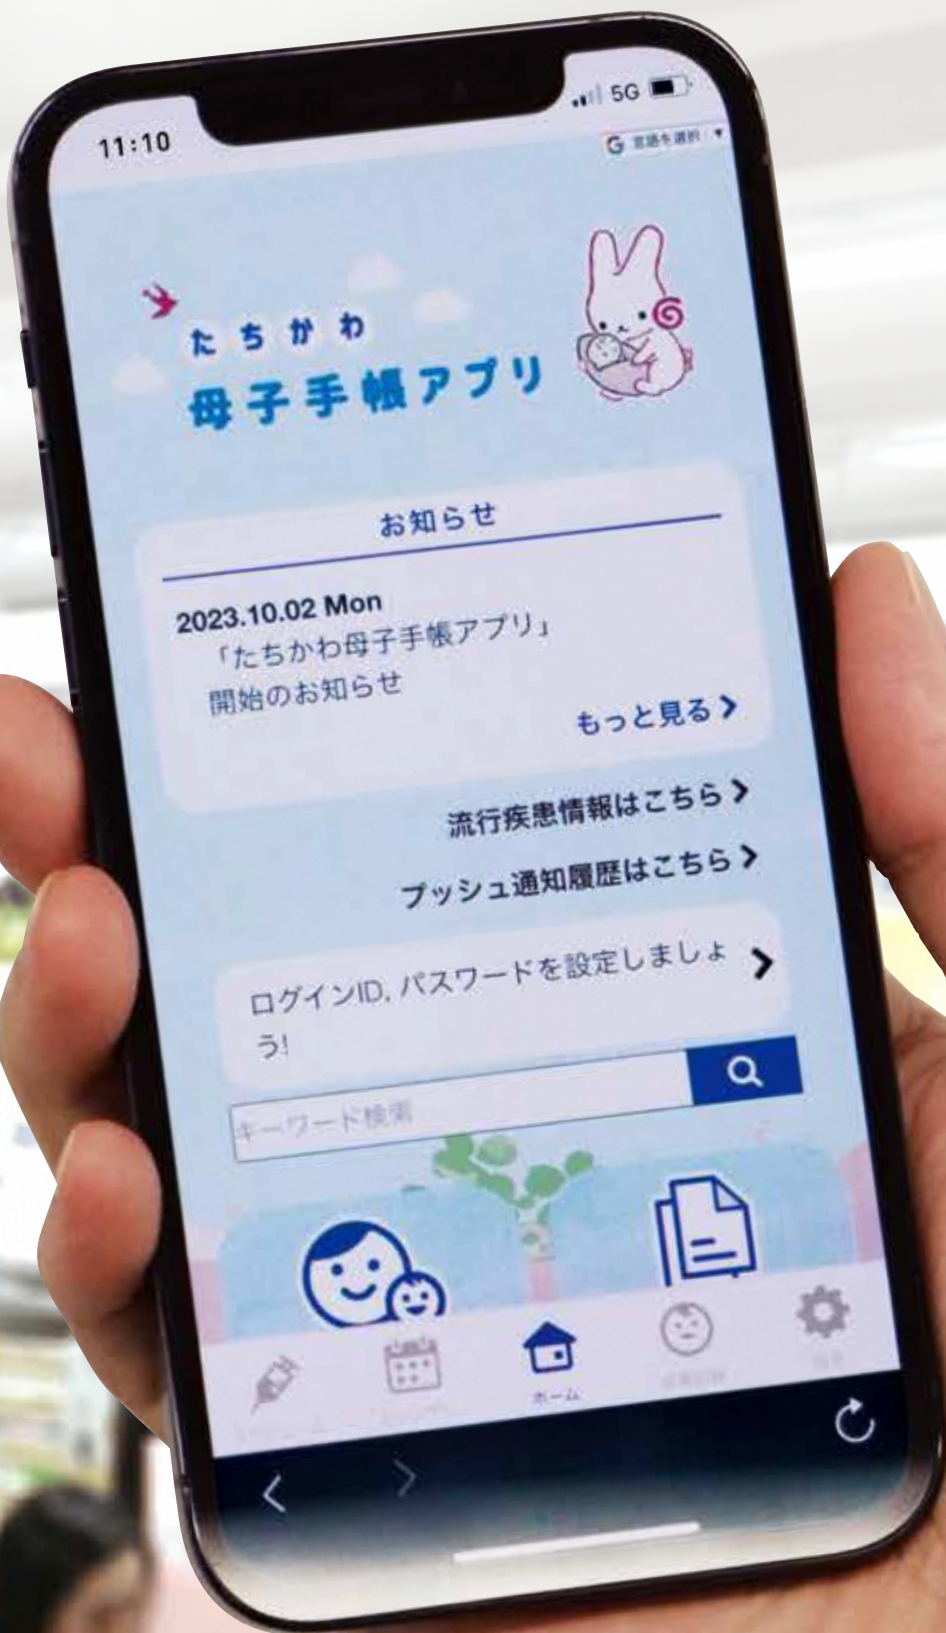 11:10
5G
G 言語を選択 ▼
たちかわ
母子手帳アプリ
お知らせ
2023.10.02 Mon
「たちかわ母子手帳アプリ」
開始のお知らせ
もっと見る
流行疾患情報はこちら
プッシュ通知履歴はこちら
ログインID, パスワードを設定しましょ
う!
キーワード検索
ホーム